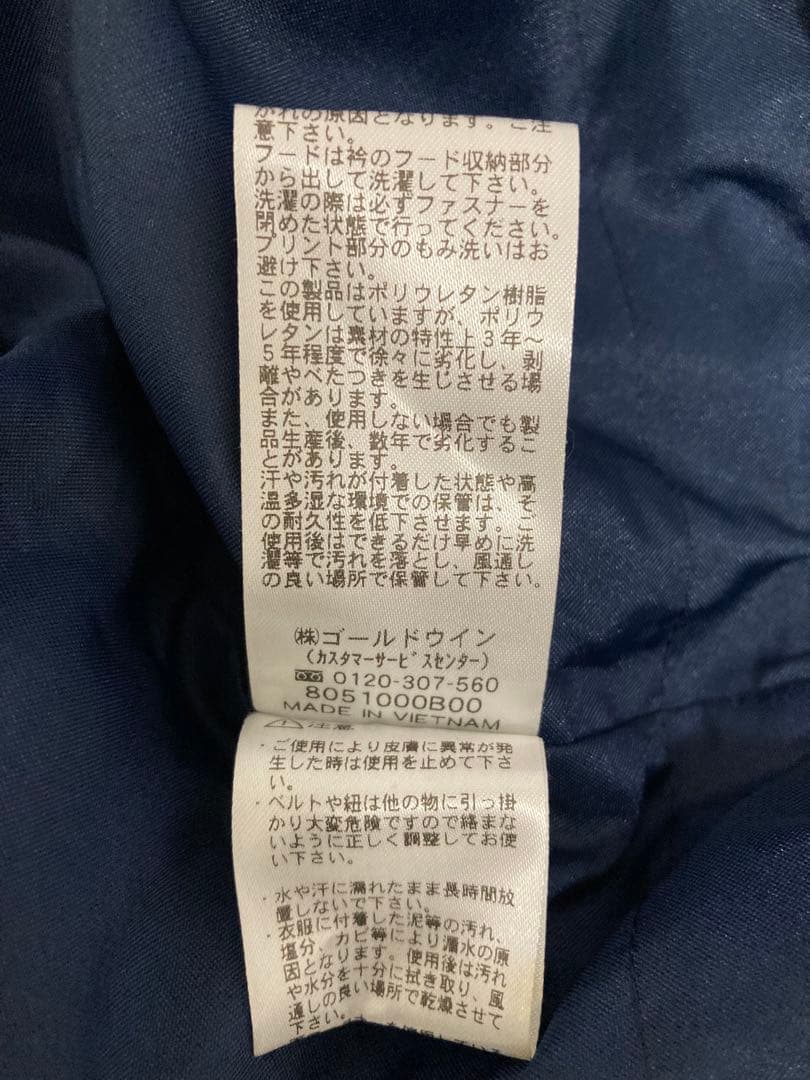 がれの原因となります。ご注
意下さい。
フードは衿のフード収納部分
から出して洗濯して下さい。
洗濯の際は必ずファスナーを
閉めた状態で行ってください。
プリント部分のもみ洗いはお
避け下さい。
この製品はポリウレタン樹脂
を使用していますが、ポリウ
レタンは素材の特性上3年～
5年程度で徐々に劣化し、剥
離やべたつきを生じさせる場
合があります。
また、使用しない場合でも製
品生産後、数年で劣化するこ
とがあります。
汗や汚れが付着した状態や高
温多湿な環境での保管は、そ
の耐久性を低下させます。ご
使用後はできるだけ早めに洗
濯等で汚れを落とし、風通し
の良い場所で保管して下さい。
㈱ゴールドウイン
(カスタマーサービスセンター)
0120-307-560
8051000B00
MADE IN VIETNAM
⚠注意
・ご使用により皮膚に異常が発
生した時は使用を止めて下さ
い。
・ベルトや紐は他の物に引っ掛
かり大変危険ですので絡まな
いように正しく調整してお使
い下さい。
・水や汗に濡れたまま長時間放
置しないで下さい。
・衣服に付着した泥等の汚れ、
塩分、カビ等により漏水の原
因となります。使用後は汚れ
や水分を十分に拭き取り、風
通しの良い場所で乾燥させて
下さい。